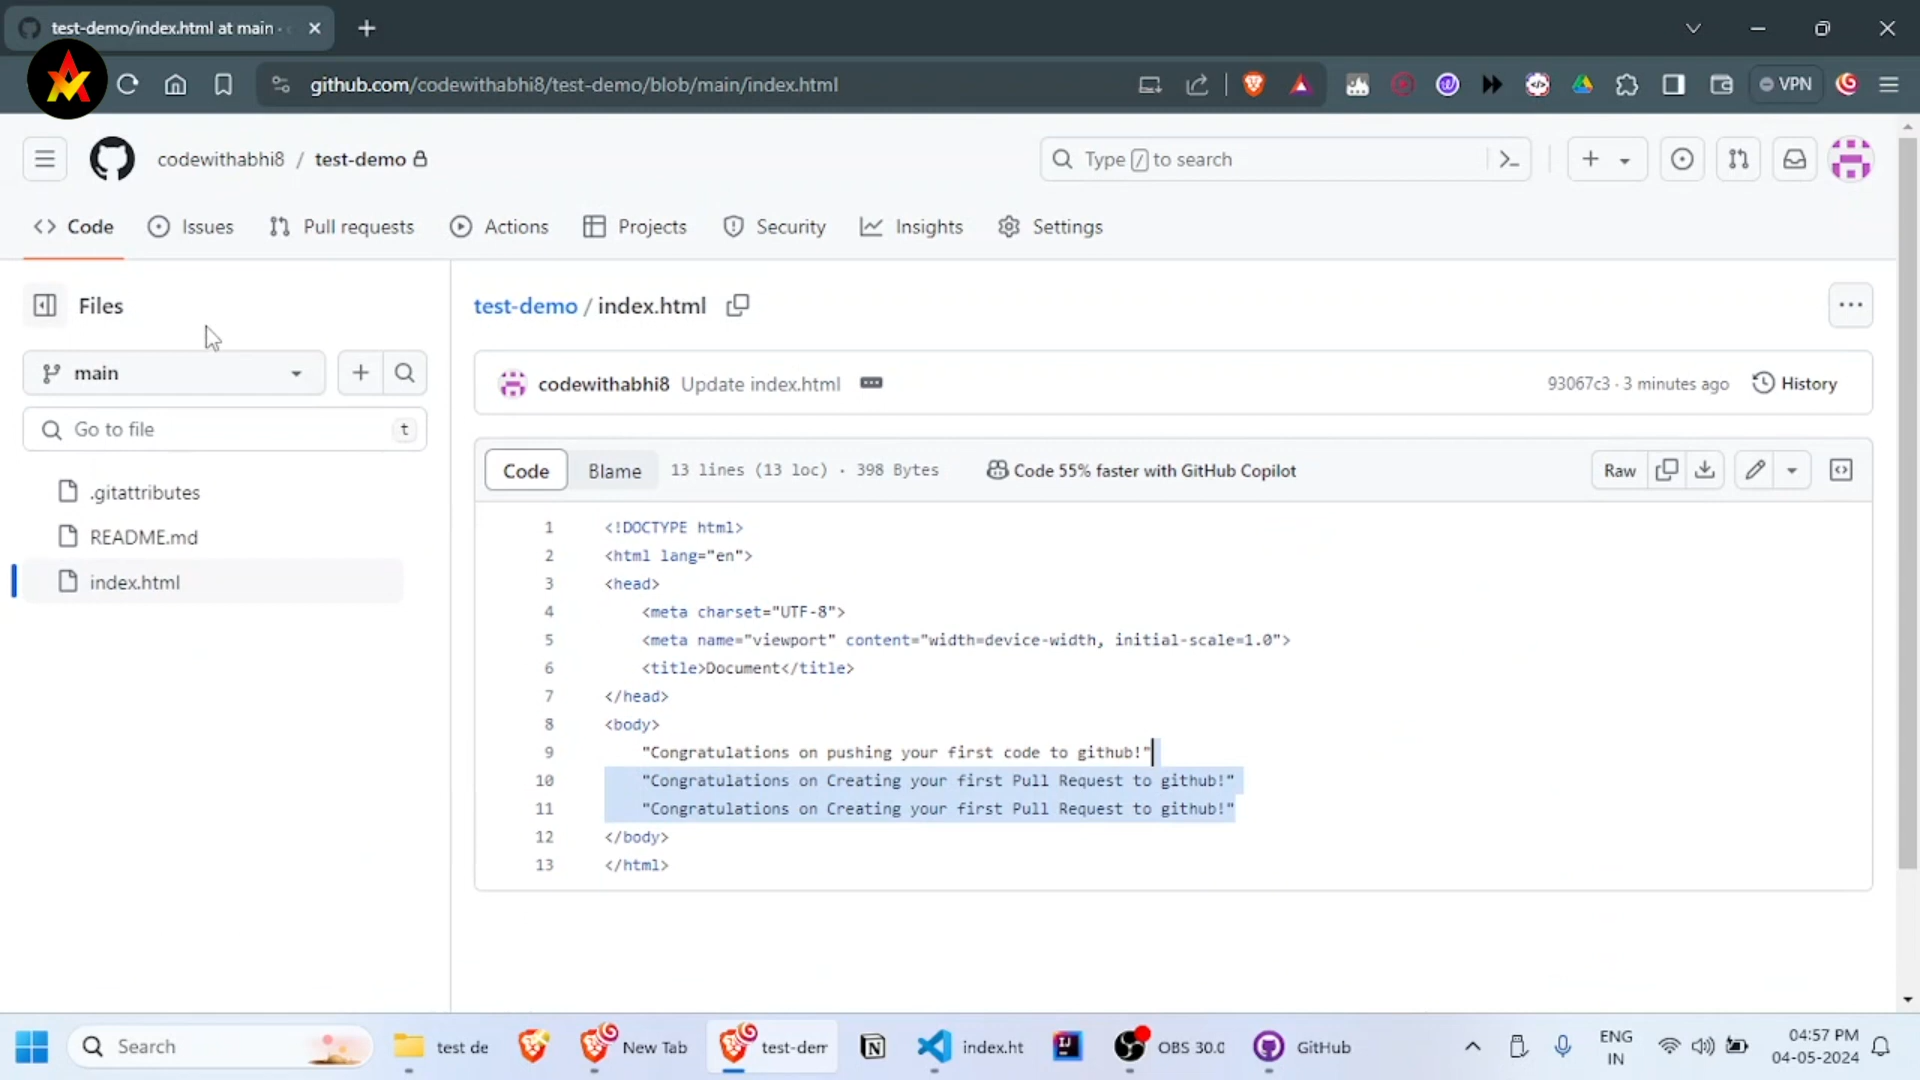 test-demo/index.html at main ·
github.com/codewithabhi8/test-demo/blob/main/index.html
VPN
codewithabhi8 / test-demo
Type / to search
Code Issues Pull requests Actions Projects Security Insights Settings
Files
test-demo / index.html
main
codewithabhi8 Update index.html
93067c3 · 3 minutes ago History
Go to file
t
Code Blame 13 lines (13 loc) · 398 Bytes Code 55% faster with GitHub Copilot Raw
.gitattributes
README.md
index.html
1 <!DOCTYPE html>
2 <html lang="en">
3 <head>
4 <meta charset="UTF-8">
5 <meta name="viewport" content="width=device-width, initial-scale=1.0">
6 <title>Document</title>
7 </head>
8 <body>
9 "Congratulations on pushing your first code to github!"
10 "Congratulations on Creating your first Pull Request to github!"
11 "Congratulations on Creating your first Pull Request to github!"
12 </body>
13 </html>
Search
test de
New Tab
test-dem
index.ht
OBS 30.0
GitHub
ENG
IN
04:57 PM
04-05-2024